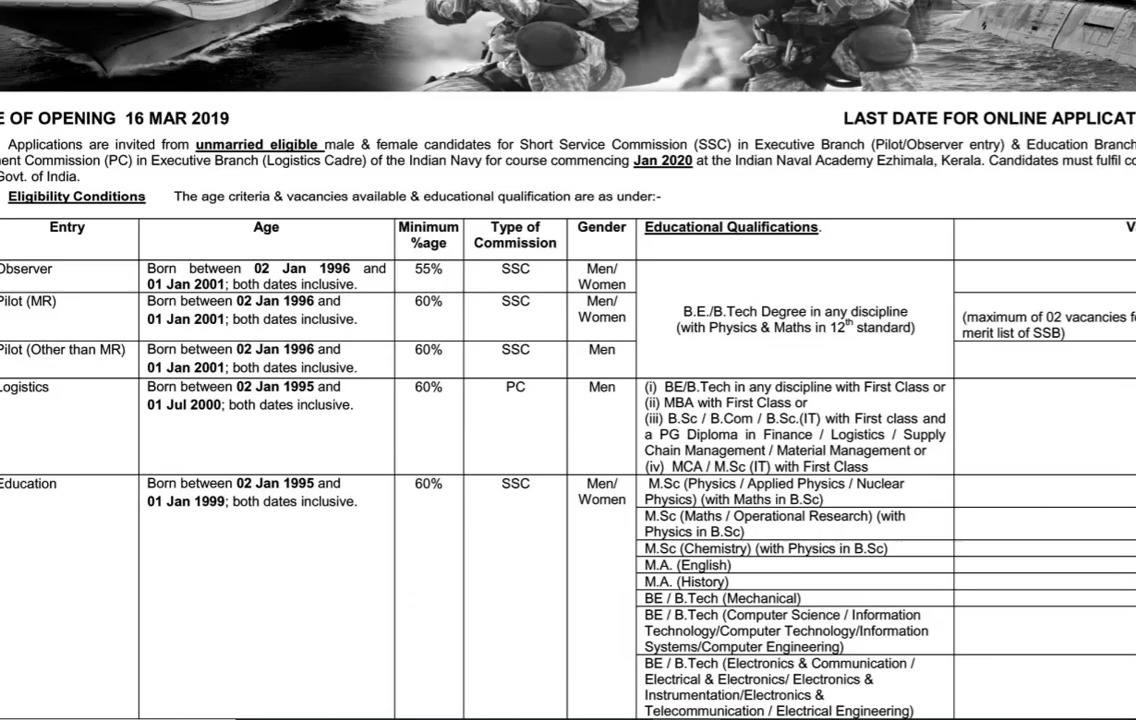 E OF OPENING 16 MAR 2019
LAST DATE FOR ONLINE APPLICAT
Applications are invited from unmarried eligible male & female candidates for Short Service Commission (SSC) in Executive Branch (Pilot/Observer entry) & Education Branch
ent Commission (PC) in Executive Branch (Logistics Cadre) of the Indian Navy for course commencing Jan 2020 at the Indian Naval Academy Ezhimala, Kerala. Candidates must fulfil co
Govt. of India.
Eligibility Conditions The age criteria & vacancies available & educational qualification are as under:-
Entry Age Minimum %age Type of Commission Gender Educational Qualifications. V
Observer
Born between 02 Jan 1996 and
01 Jan 2001; both dates inclusive.
55%
SSC
Men/
Women
B.E./B.Tech Degree in any discipline
(with Physics & Maths in 12th standard)
Pilot (MR)
Born between 02 Jan 1996 and
01 Jan 2001; both dates inclusive.
60%
SSC
Men/
Women
(maximum of 02 vacancies f
merit list of SSB)
Pilot (Other than MR)
Born between 02 Jan 1996 and
01 Jan 2001; both dates inclusive.
60%
SSC
Men
Logistics
Born between 02 Jan 1995 and
01 Jul 2000; both dates inclusive.
60%
PC
Men
(i) BE/B.Tech in any discipline with First Class or
(ii) MBA with First Class or
(iii) B.Sc / B.Com / B.Sc.(IT) with First class and
a PG Diploma in Finance / Logistics / Supply
Chain Management / Material Management or
(iv) MCA / M.Sc (IT) with First Class
Education
Born between 02 Jan 1995 and
01 Jan 1999; both dates inclusive.
60%
SSC
Men/
Women
M.Sc (Physics / Applied Physics / Nuclear
Physics) (with Maths in B.Sc)
M.Sc (Maths / Operational Research) (with
Physics in B.Sc)
M.Sc (Chemistry) (with Physics in B.Sc)
M.A. (English)
M.A. (History)
BE / B.Tech (Mechanical)
BE / B.Tech (Computer Science / Information
Technology/Computer Technology/Information
Systems/Computer Engineering)
BE / B.Tech (Electronics & Communication /
Electrical & Electronics/ Electronics &
Instrumentation/Electronics &
Telecommunication / Electrical Engineering)